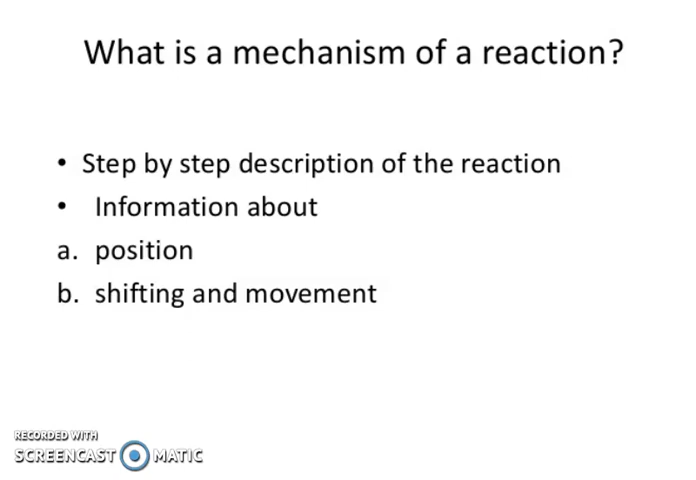 What is a mechanism of a reaction?
• Step by step description of the reaction
• Information about
a. position
b. shifting and movement
RECORDED WITH
SCREENCAST MATIC